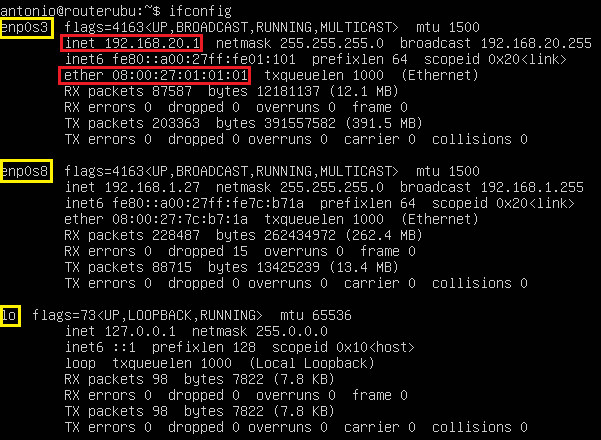 antonio@routerubu:~$ ifconfig
enp0s3 flags=4163<UP,BROADCAST,RUNNING,MULTICAST> mtu 1500
inet 192.168.20.1 netmask 255.255.255.0 broadcast 192.168.20.255
inet6 fe80::a00:27ff:fe01:101 prefixlen 64 scopeid 0x20<link>
ether 08:00:27:01:01:01 txqueuelen 1000 (Ethernet)
RX packets 87587 bytes 12181137 (12.1 MB)
RX errors 0 dropped 0 overruns 0 frame 0
TX packets 203363 bytes 391557582 (391.5 MB)
TX errors 0 dropped 0 overruns 0 carrier 0 collisions 0
enp0s8 flags=4163<UP,BROADCAST,RUNNING,MULTICAST> mtu 1500
inet 192.168.1.27 netmask 255.255.255.0 broadcast 192.168.1.255
inet6 fe80::a00:27ff:fe7c:b71a prefixlen 64 scopeid 0x20<link>
ether 08:00:27:7c:b7:1a txqueuelen 1000 (Ethernet)
RX packets 228487 bytes 262434972 (262.4 MB)
RX errors 0 dropped 15 overruns 0 frame 0
TX packets 88715 bytes 13425239 (13.4 MB)
TX errors 0 dropped 0 overruns 0 carrier 0 collisions 0
lo flags=73<UP,LOOPBACK,RUNNING> mtu 65536
inet 127.0.0.1 netmask 255.0.0.0
inet6 ::1 prefixlen 128 scopeid 0x10<host>
loop txqueuelen 1000 (Local Loopback)
RX packets 98 bytes 7822 (7.8 KB)
RX errors 0 dropped 0 overruns 0 frame 0
TX packets 98 bytes 7822 (7.8 KB)
TX errors 0 dropped 0 overruns 0 carrier 0 collisions 0